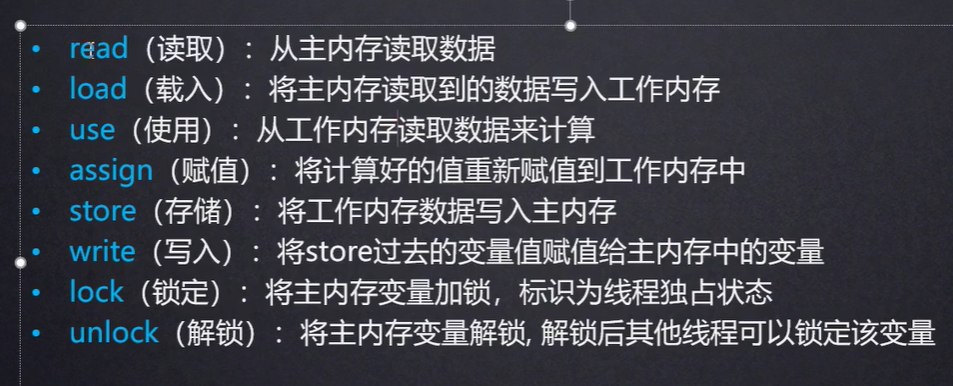 • read（读取）：从主内存读取数据
• load（载入）：将主内存读取到的数据写入工作内存
• use（使用）：从工作内存读取数据来计算
• assign（赋值）：将计算好的值重新赋值到工作内存中
• store（存储）：将工作内存数据写入主内存
• write（写入）：将store过去的变量值赋值给主内存中的变量
• lock（锁定）：将主内存变量加锁，标识为线程独占状态
• unlock（解锁）：将主内存变量解锁, 解锁后其他线程可以锁定该变量